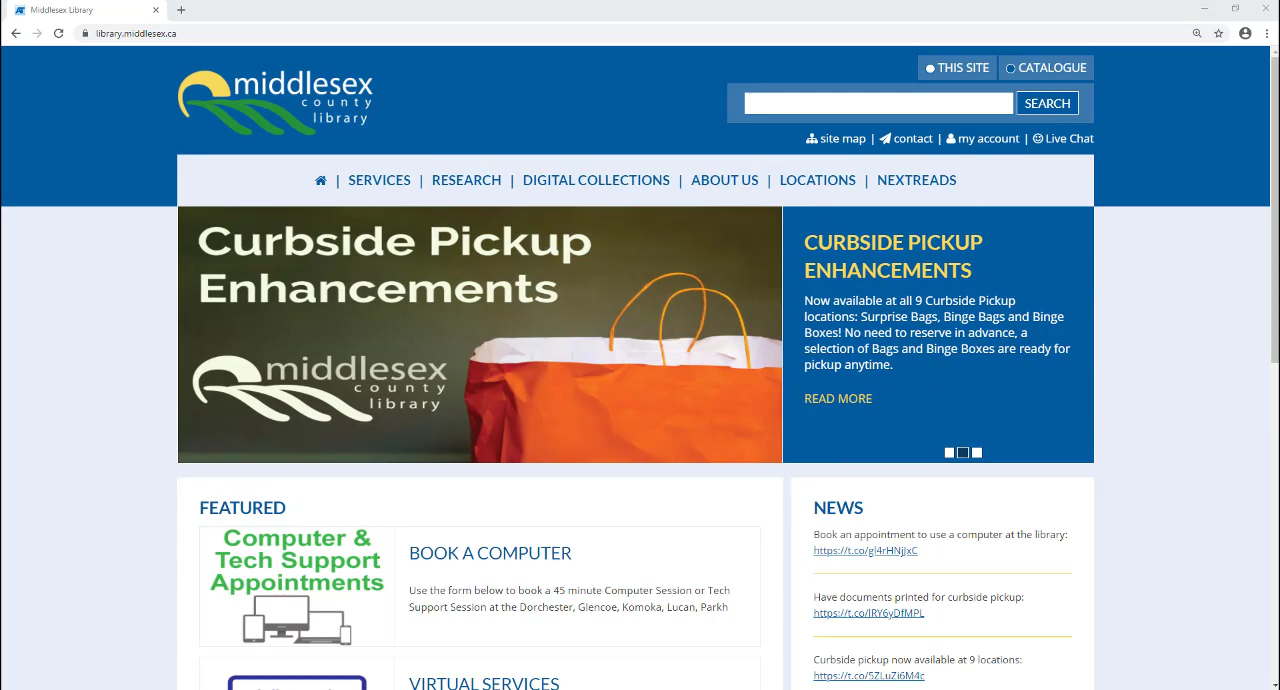 Middlesex Library
library.middlesex.ca
THIS SITE
CATALOGUE
middlesex
county
library
SEARCH
site map | contact | my account | Live Chat
| SERVICES | RESEARCH | DIGITAL COLLECTIONS | ABOUT US | LOCATIONS | NEXTREADS
Curbside Pickup
Enhancements
middlesex
county
library
CURBSIDE PICKUP
ENHANCEMENTS
Now available at all 9 Curbside Pickup
locations: Surprise Bags, Binge Bags and Binge
Boxes! No need to reserve in advance, a
selection of Bags and Binge Boxes are ready for
pickup anytime.
READ MORE
FEATURED
Computer &
Tech Support
Appointments
BOOK A COMPUTER
Use the form below to book a 45 minute Computer Session or Tech
Support Session at the Dorchester, Glencoe, Komoka, Lucan, Parkh
VIRTUAL SERVICES
NEWS
Book an appointment to use a computer at the library:
https://t.co/gl4rHNjJxC
Have documents printed for curbside pickup:
https://t.co/lRY6yDfMPL
Curbside pickup now available at 9 locations:
https://t.co/5ZLuZi6M4c